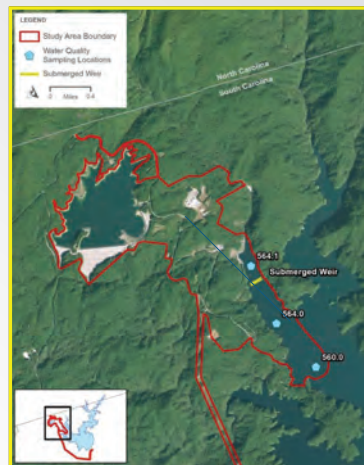 LEGEND
Study Area Boundary
Water Quality
Sampling Locations
Submerged Weir
0 Miles 0.4
North Carolina
South Carolina
564.1
Submerged Weir
564.0
560.0